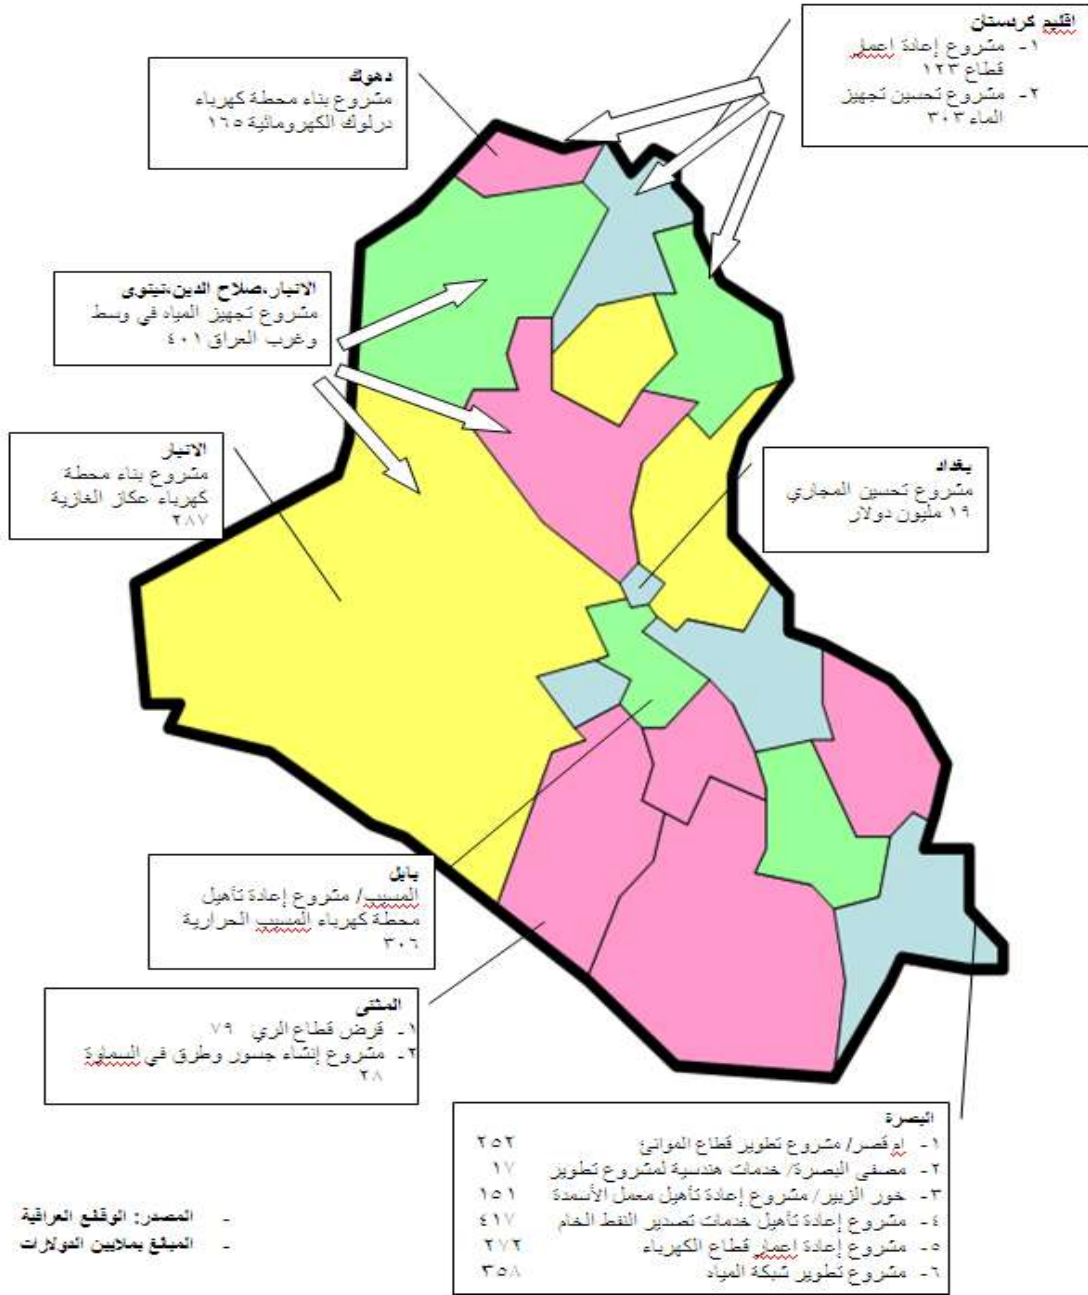 اقليم كردستان
١- مشروع إعادة اعمار
قطاع ١٢٣
٢- مشروع تحسين تجهيز
الماء ٣٠٣
دهوك
مشروع بناء محطة كهرباء
درلوك الكهرومائية ١٦٥
الانبار،صلاح الدين،نينوى
مشروع تجهيز المياه في وسط
وغرب العراق ٤٠١
الانبار
مشروع بناء محطة
كهرباء عكاز الغازية
٢٨٧
بغداد
مشروع تحسين المجاري
١٩ مليون دولار
بابل
المسيب/ مشروع إعادة تأهيل
محطة كهرباء المسيب الحرارية
٣٠٦
المثنى
١- قرض قطاع الري ٧٩
٢- مشروع إنشاء جسور وطرق في السماوة
٢٨
البصرة
١- ام قصر/ مشروع تطوير قطاع الموانئ ٢٥٢
٢- مصفى البصرة/ خدمات هندسية لمشروع تطوير ١٧
٣- خور الزبير/ مشروع إعادة تأهيل معمل الأسمدة ١٥١
٤- مشروع إعادة تأهيل خدمات تصدير النفط الخام ٤١٧
٥- مشروع إعادة اعمار قطاع الكهرباء ٢٧٢
٦- مشروع تطوير شبكة المياه ٣٥٨
- المصدر: الوقائع العراقية
- المبالغ بملايين الدولارات